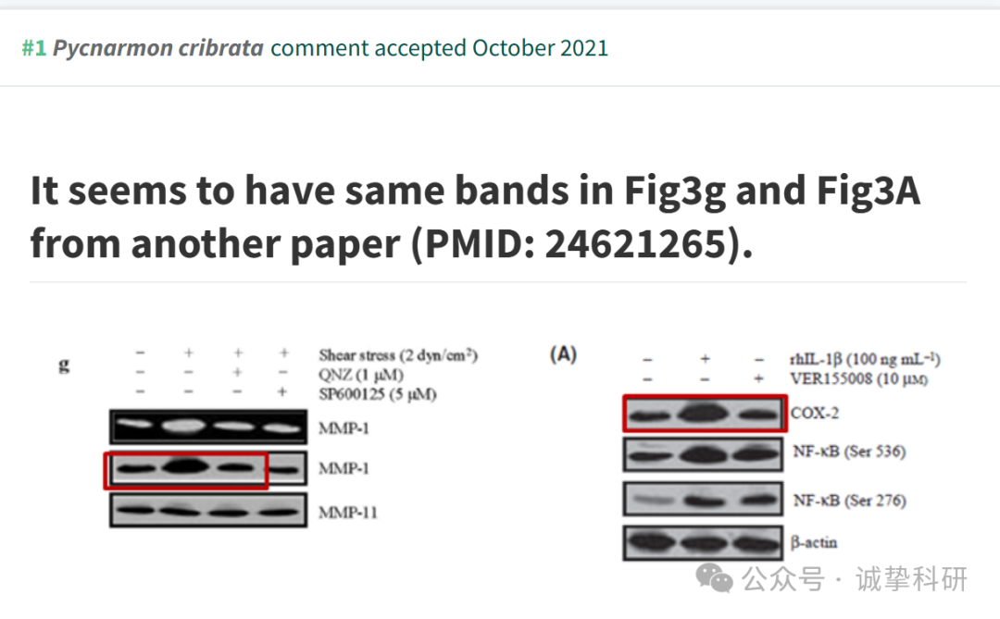 #1 Pycnarmon cribrata comment accepted October 2021
It seems to have same bands in Fig3g and Fig3A
from another paper (PMID: 24621265).
g
− + + + Shear stress (2 dyn/cm²)
− − + − QNZ (1 μM)
− − − + SP600125 (5 μM)
MMP-1
MMP-1
MMP-11
(A)
− + − rhIL-1β (100 ng mL⁻¹)
− − + VER155008 (10 μM)
COX-2
NF-κB (Ser 536)
NF-κB (Ser 276)
β-actin
公众号 · 诚挚科研